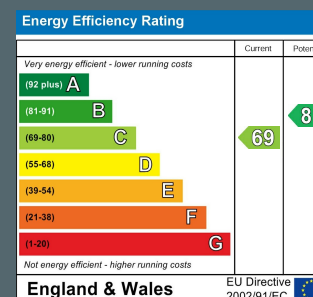 Energy Efficiency Rating
Current
Very energy efficient - lower running costs
(92 plus) A
(81-91) B
(69-80) C
69
(55-68) D
(39-54) E
(21-38) F
(1-20) G
Not energy efficient - higher running costs
England & Wales
EU Directive
2002/91/EC